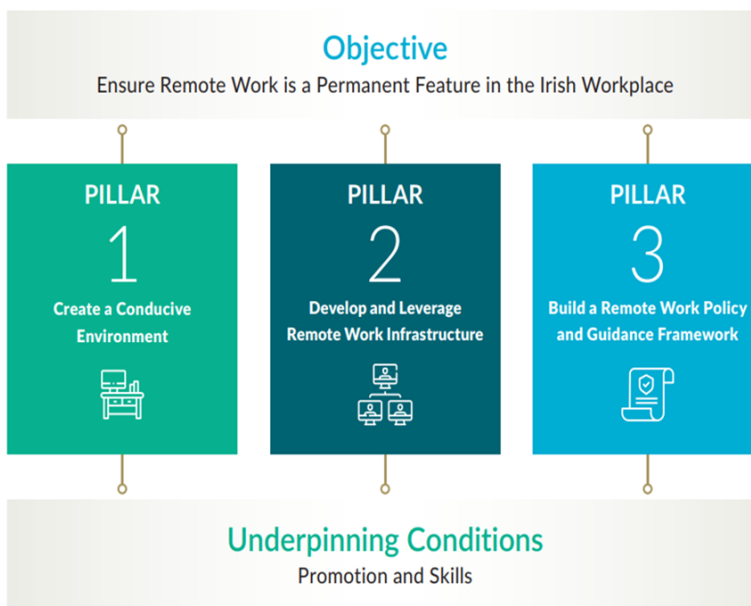 Objective
Ensure Remote Work is a Permanent Feature in the Irish Workplace
PILLAR
1
Create a Conducive
Environment
PILLAR
2
Develop and Leverage
Remote Work Infrastructure
PILLAR
3
Build a Remote Work Policy
and Guidance Framework
Underpinning Conditions
Promotion and Skills